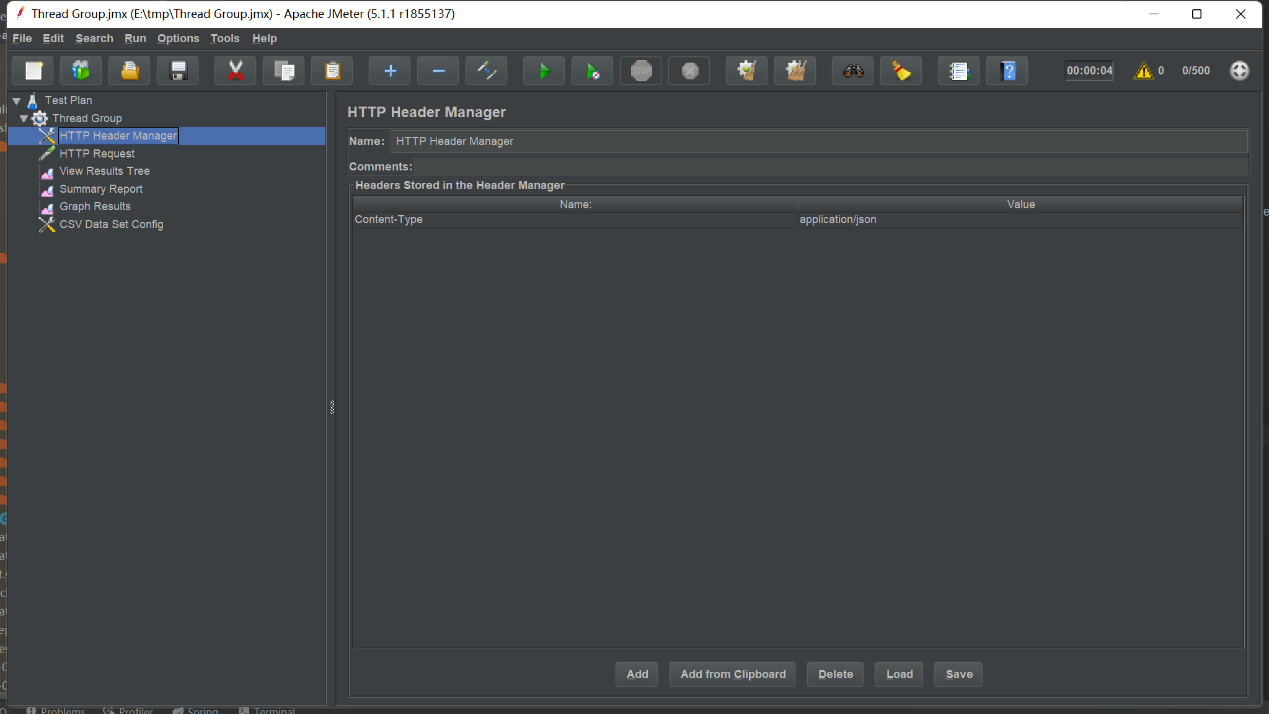 Thread Group.jmx (E:\tmp\Thread Group.jmx) - Apache JMeter (5.1.1 r1855137)
File Edit Search Run Options Tools Help
00:00:04 0 0/500
Test Plan
Thread Group
HTTP Header Manager
HTTP Request
View Results Tree
Summary Report
Graph Results
CSV Data Set Config
HTTP Header Manager
Name: HTTP Header Manager
Comments:
Headers Stored in the Header Manager
Name: Value
Content-Type application/json
Add Add from Clipboard Delete Load Save
Problems Profiler Spring Terminal